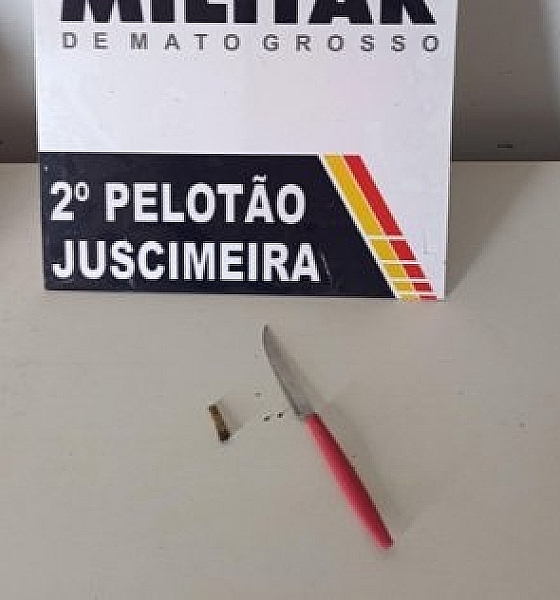 MILITAR
DE MATO GROSSO
2º PELOTÃO
JUSCIMEIRA